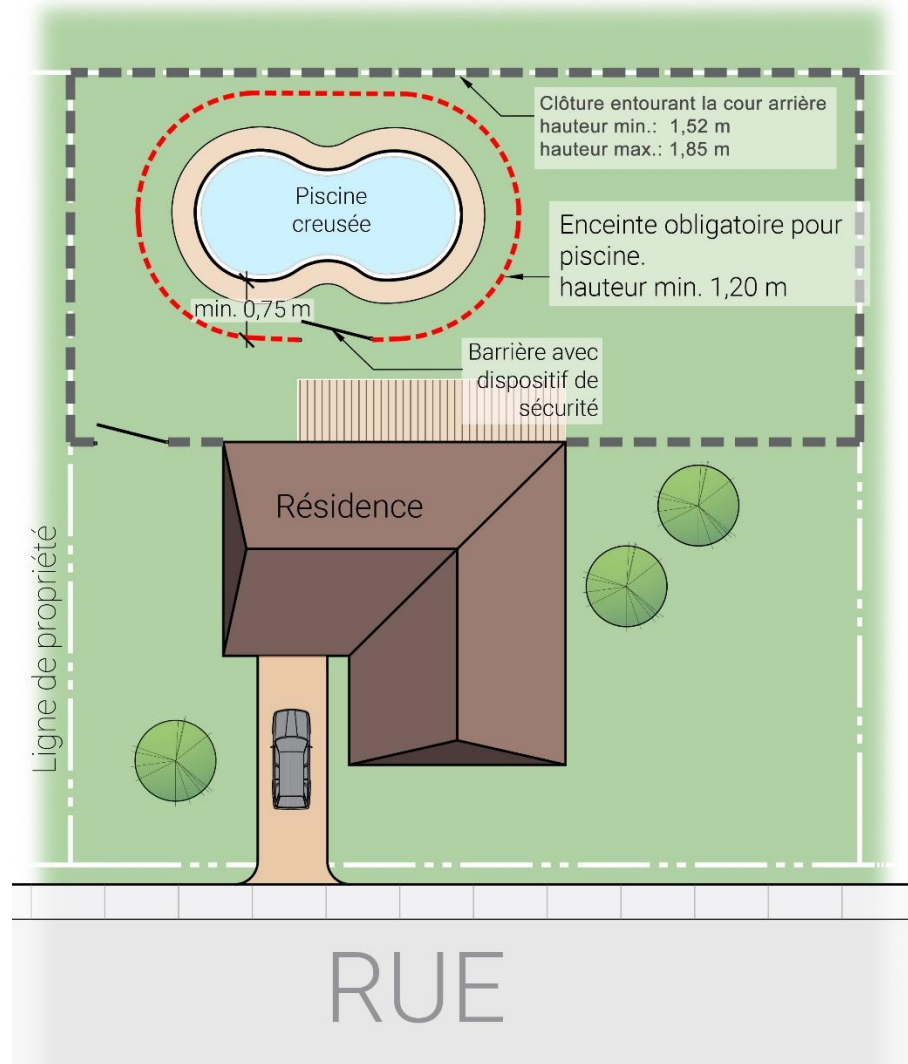 Clôture entourant la cour arrière
hauteur min.: 1,52 m
hauteur max.: 1,85 m
Piscine
creusée
Enceinte obligatoire pour
piscine.
hauteur min. 1,20 m
min. 0,75 m
Barrière avec
dispositif de
sécurité
Résidence
Ligne de propriété
RUE